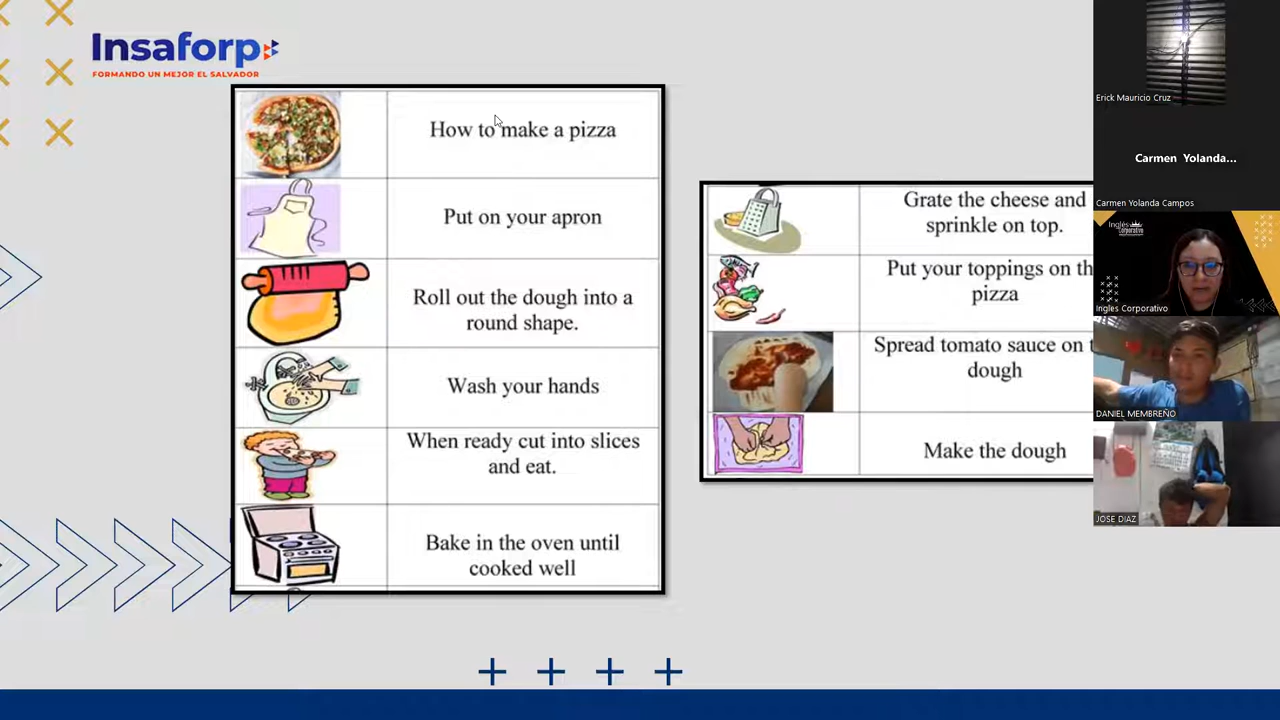 Insaforp
FORMANDO UN MEJOR EL SALVADOR
How to make a pizza
Put on your apron
Roll out the dough into a
round shape.
Wash your hands
When ready cut into slices
and eat.
Bake in the oven until
cooked well
Grate the cheese and
sprinkle on top.
Put your toppings on th
pizza
Spread tomato sauce on t
dough
Make the dough
Erick Mauricio Cruz
Carmen Yolanda...
Carmen Yolanda Campos
Inglés
Corporativo
Ingles Corporativo
DANIEL MEMBREÑO
JOSE DIAZ